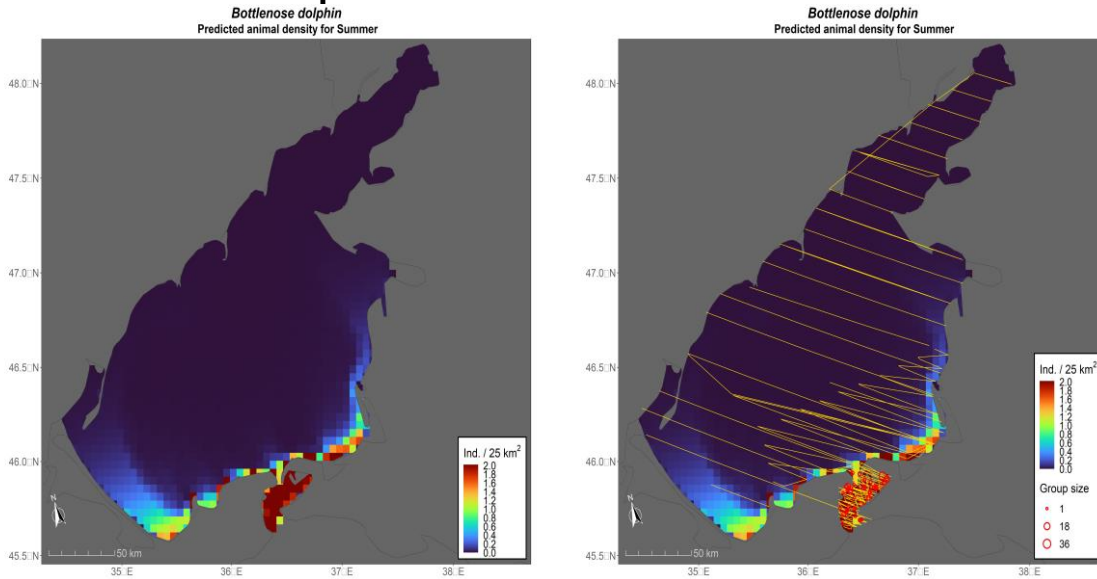 Bottlenose dolphin
Predicted animal density for Summer
48.0□N
47.5□N
47.0□N
46.5□N
46.0□N
45.5□N
35□E
36□E
37□E
38□E
N
50 km
Ind. / 25 km²
2.0
1.8
1.6
1.4
1.2
1.0
0.8
0.6
0.4
0.2
0.0
Bottlenose dolphin
Predicted animal density for Summer
48.0□N
47.5□N
47.0□N
46.5□N
46.0□N
45.5□N
35□E
36□E
37□E
38□E
N
50 km
Ind. / 25 km²
2.0
1.8
1.6
1.4
1.2
1.0
0.8
0.6
0.4
0.2
0.0
Group size
1
18
36